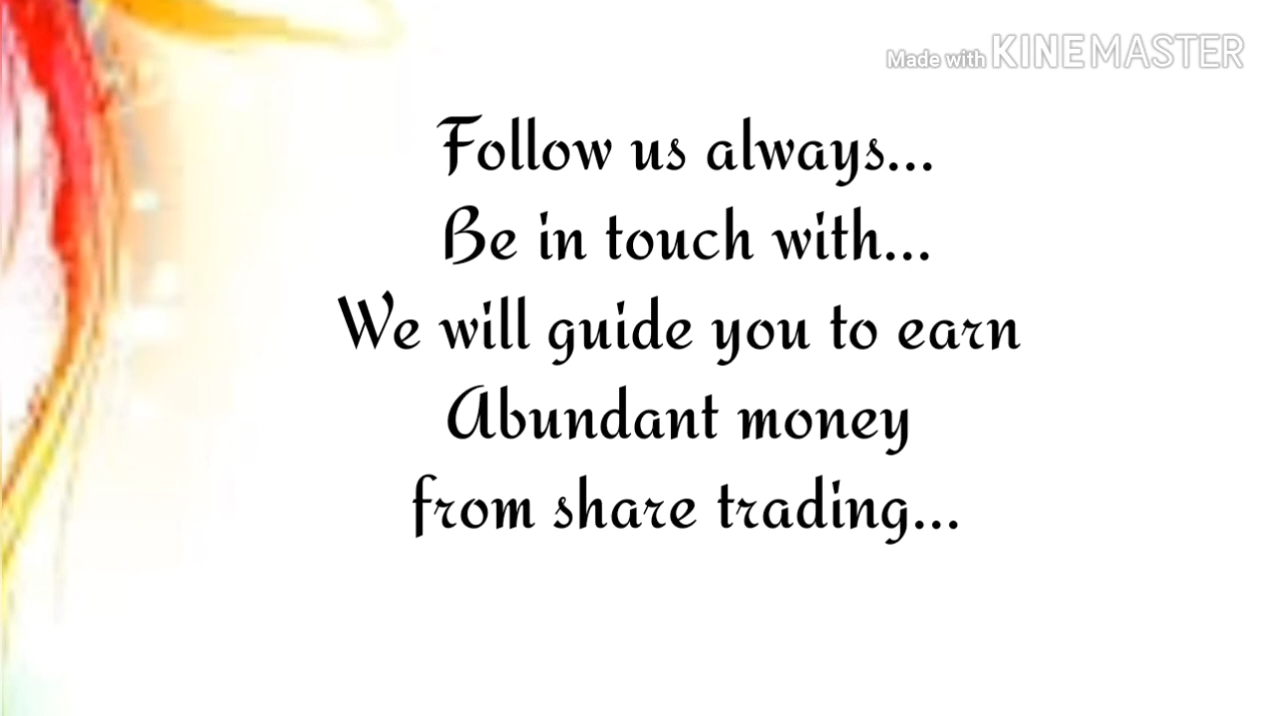 Made with KINEMASTER
Follow us always...
Be in touch with...
We will guide you to earn
Abundant money
from share trading...